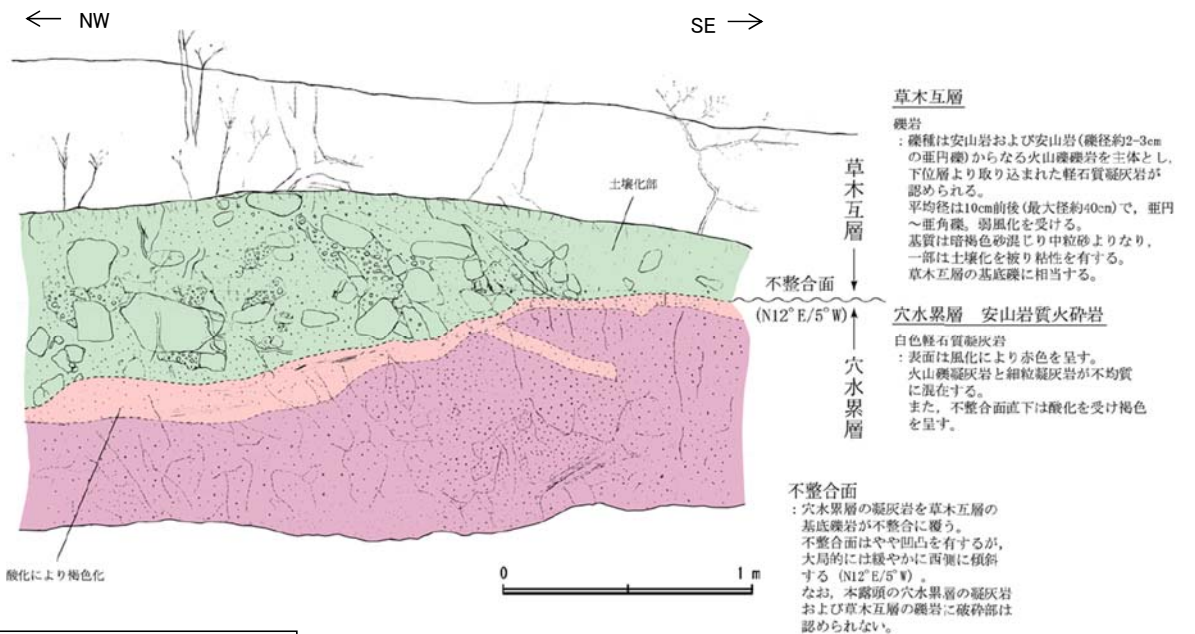 NW
SE
草木互層
礫岩
：礫種は安山岩および安山岩(礫径約2-3cm
の亜円礫)からなる火山礫礫岩を主体とし,
下位層より取り込まれた軽石質凝灰岩が
認められる。
平均径は10cm前後(最大径約40cm)で, 亜円
～亜角礫。弱風化を受ける。
基質は暗褐色砂混じり中粒砂よりなり,
一部は土壌化を被り粘性を有する。
草木互層の基底礫に相当する。
草木互層
土壌化部
不整合面
(N12°E/5°W)
穴水累層
穴水累層 安山岩質火砕岩
白色軽石質凝灰岩
：表面は風化により赤色を呈す。
火山礫凝灰岩と細粒凝灰岩が不均質
に混在する。
また, 不整合面直下は酸化を受け褐色
を呈す。
不整合面
：穴水累層の凝灰岩を草木互層の
基底礫岩が不整合に覆う。
不整合面はやや凹凸を有するが,
大局的には緩やかに西側に傾斜
する (N12°E/5°W) 。
なお, 本露頭の穴水累層の凝灰岩
および草木互層の礫岩に破砕部は
認められない。
酸化により褐色化
0
1 m